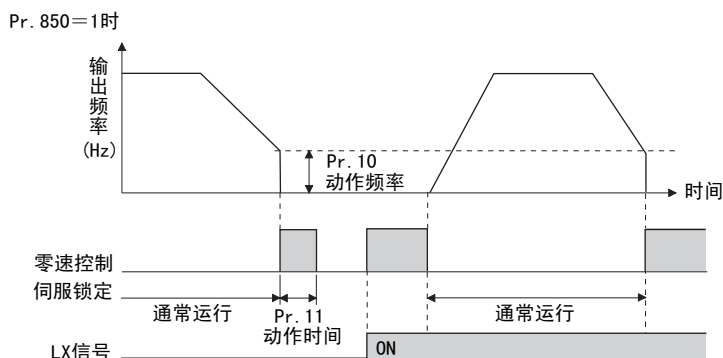 Pr.850＝1时
输出频率
(Hz)
Pr.10
动作频率
时间
零速控制
伺服锁定
通常运行
Pr.11
动作时间
通常运行
LX信号
ON